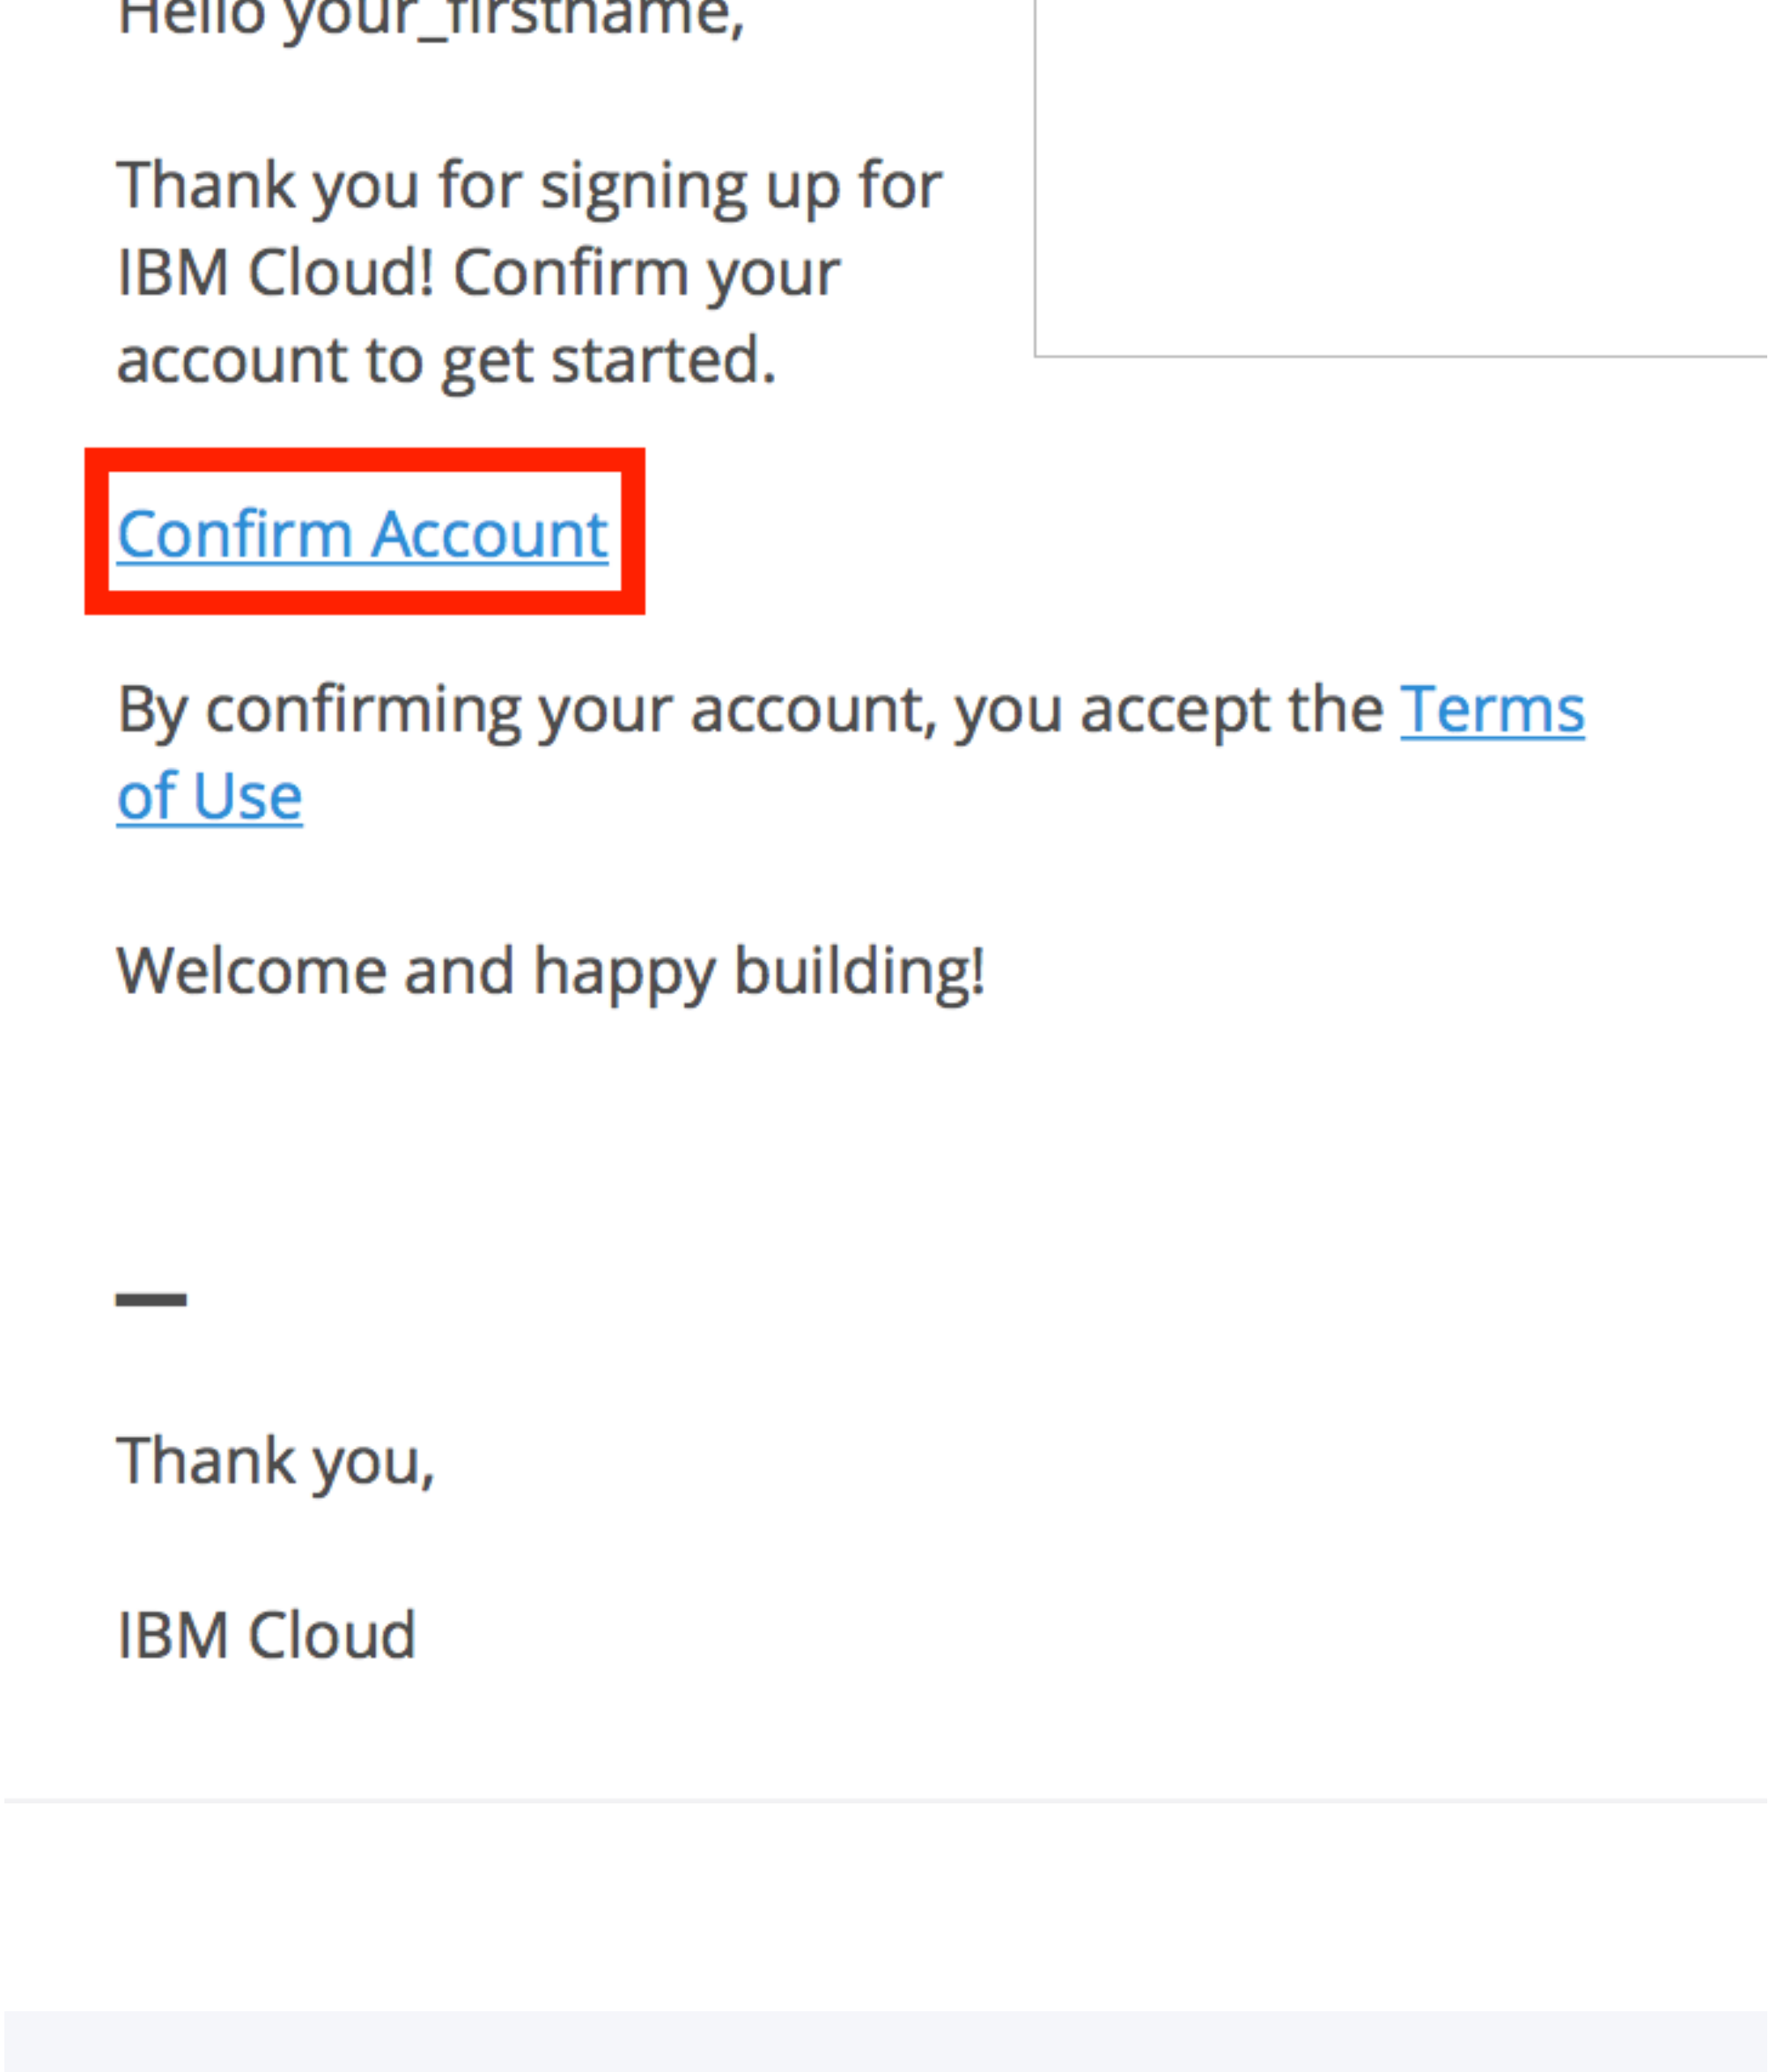 Hello your_firstname,
Thank you for signing up for
IBM Cloud! Confirm your
account to get started.
Confirm Account
By confirming your account, you accept the Terms
of Use
Welcome and happy building!
—
Thank you,
IBM Cloud